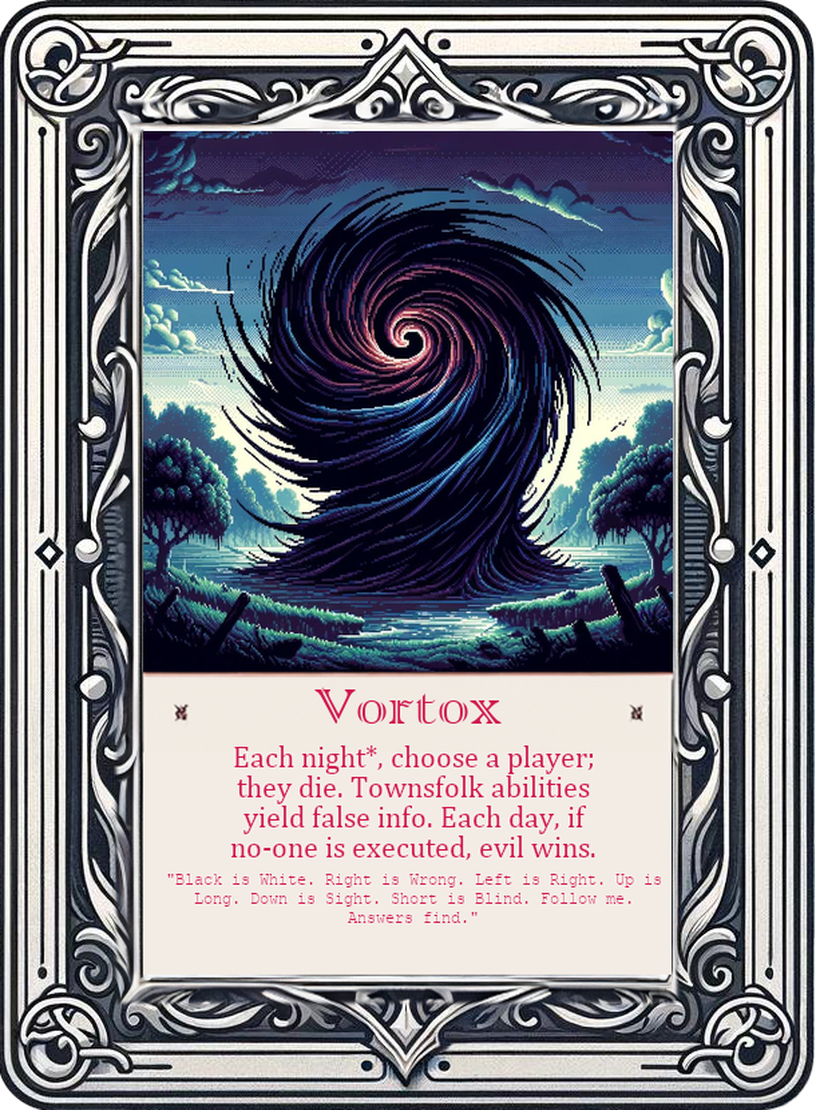 Vortox
Each night*, choose a player;
they die. Townsfolk abilities
yield false info. Each day, if
no-one is executed, evil wins.
"Black is White. Right is Wrong. Left is Right. Up is
Long. Down is Sight. Short is Blind. Follow me.
Answers find."